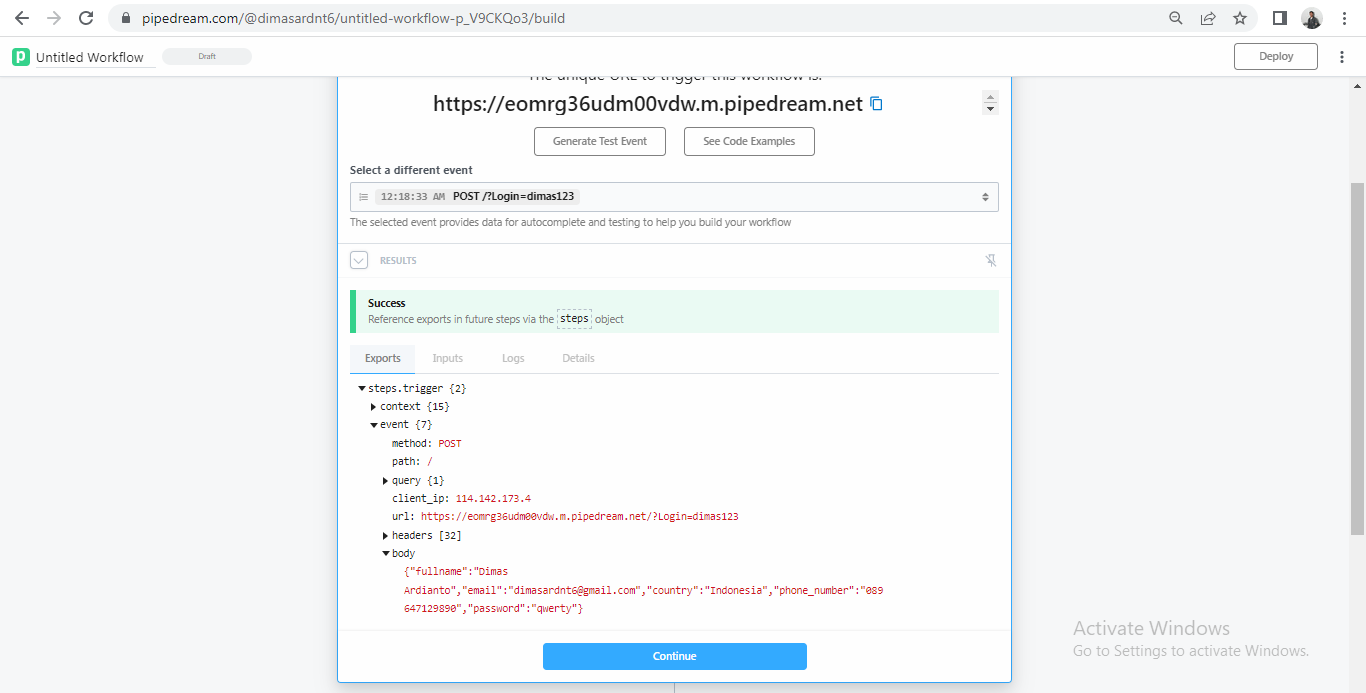 pipedream.com/@dimasardnt6/untitled-workflow-p_V9CKQo3/build
p Untitled Workflow Draft Deploy
The unique URL to trigger this workflow is:
https://eomrg36udm00vdw.m.pipedream.net
Generate Test Event See Code Examples
Select a different event
12:18:33 AM POST /?Login=dimas123
The selected event provides data for autocomplete and testing to help you build your workflow
RESULTS
Success
Reference exports in future steps via the steps object
Exports Inputs Logs Details
steps.trigger {2}
context {15}
event {7}
method: POST
path: /
query {1}
client_ip: 114.142.173.4
url: https://eomrg36udm00vdw.m.pipedream.net/?Login=dimas123
headers [32]
body
{"fullname":"Dimas
Ardianto","email":"dimasardnt6@gmail.com","country":"Indonesia","phone_number":"089
647129890","password":"qwerty"}
Continue
Activate Windows
Go to Settings to activate Windows.